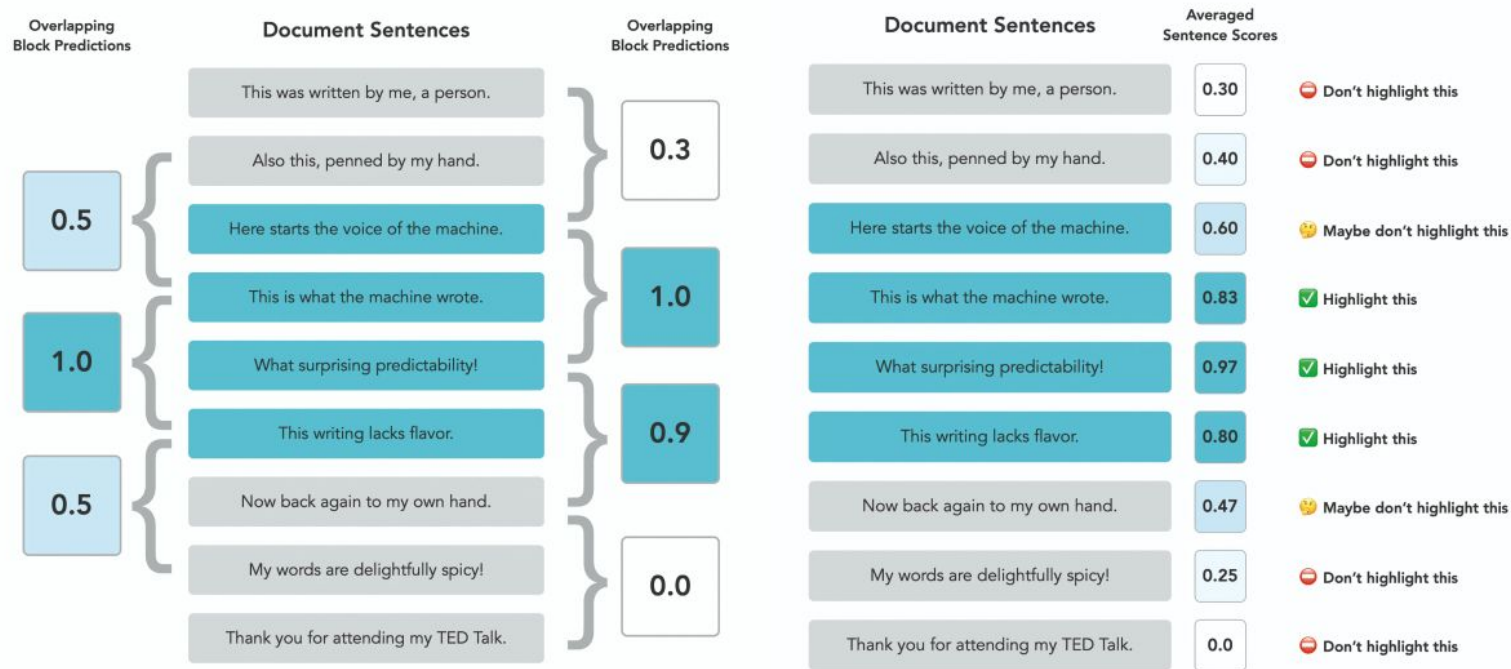 Overlapping
Block Predictions
Document Sentences
Overlapping
Block Predictions
This was written by me, a person.
Also this, penned by my hand.
Here starts the voice of the machine.
This is what the machine wrote.
What surprising predictability!
This writing lacks flavor.
Now back again to my own hand.
My words are delightfully spicy!
Thank you for attending my TED Talk.
0.5
1.0
0.5
0.3
1.0
0.9
0.0
Document Sentences
Averaged
Sentence Scores
This was written by me, a person. 0.30 Don't highlight this
Also this, penned by my hand. 0.40 Don't highlight this
Here starts the voice of the machine. 0.60 Maybe don't highlight this
This is what the machine wrote. 0.83 Highlight this
What surprising predictability! 0.97 Highlight this
This writing lacks flavor. 0.80 Highlight this
Now back again to my own hand. 0.47 Maybe don't highlight this
My words are delightfully spicy! 0.25 Don't highlight this
Thank you for attending my TED Talk. 0.0 Don't highlight this